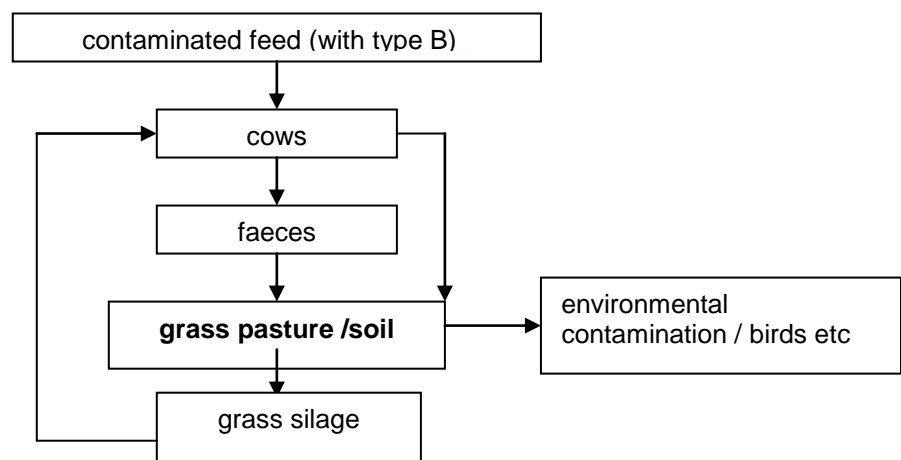 contaminated feed (with type B)
cows
faeces
grass pasture /soil
environmental
contamination / birds etc
grass silage